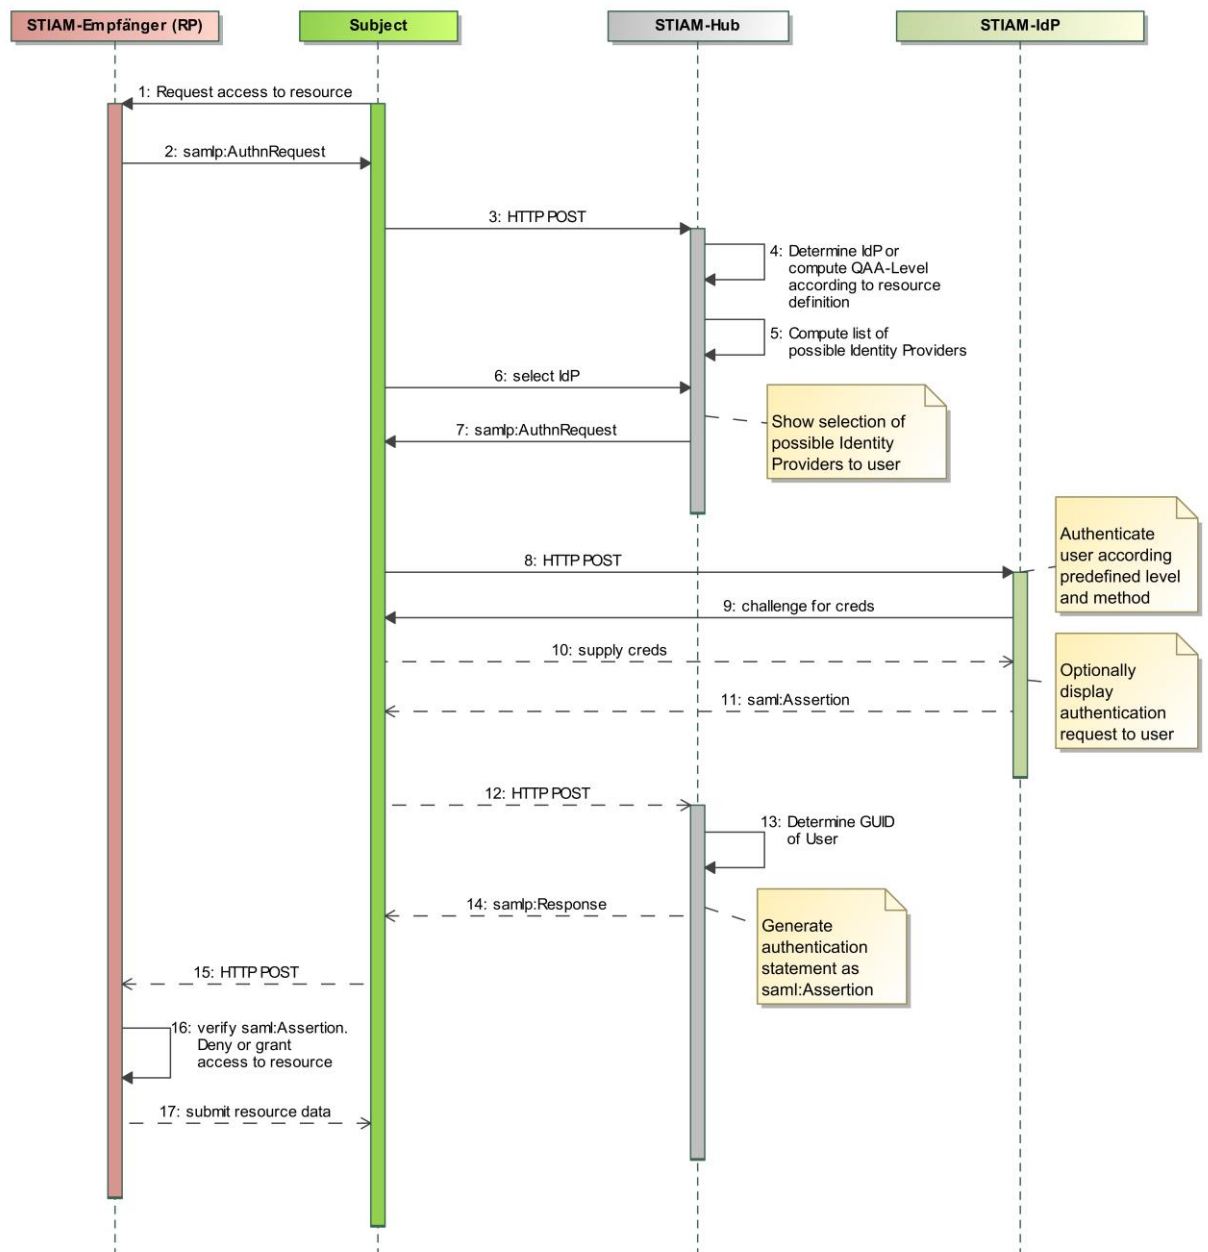 STIAM-Empfänger (RP)
Subject
STIAM-Hub
STIAM-IdP
1: Request access to resource
2: samlp:AuthnRequest
3: HTTP POST
4: Determine IdP or
compute QAA-Level
according to resource
definition
5: Compute list of
possible Identity Providers
6: select IdP
Show selection of
possible Identity
Providers to user
7: samlp:AuthnRequest
Authenticate
user according
predefined level
and method
8: HTTP POST
9: challenge for creds
10: supply creds
Optionally
display
authentication
request to user
11: saml:Assertion
12: HTTP POST
13: Determine GUID
of User
14: samlp:Response
Generate
authentication
statement as
saml:Assertion
15: HTTP POST
16: verify saml:Assertion.
Deny or grant
access to resource
17: submit resource data